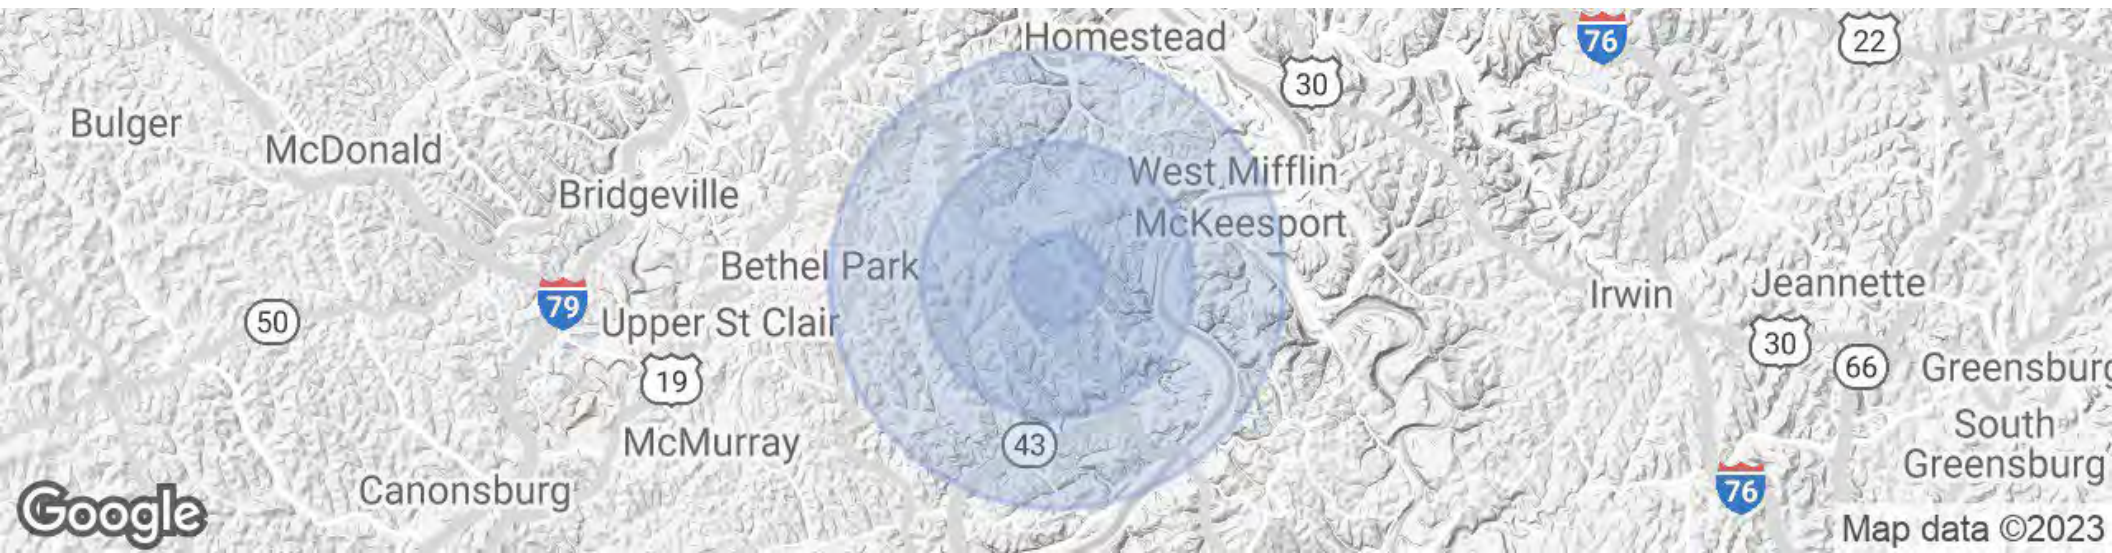 Homestead
76
22
30
Bulger
McDonald
West Mifflin
Bridgeville
McKeesport
Bethel Park
Irwin
Jeannette
79
50
Upper St Clair
30
19
66
Greensburg
McMurray
43
South
Greensburg
Canonsburg
76
Google
Map data ©2023